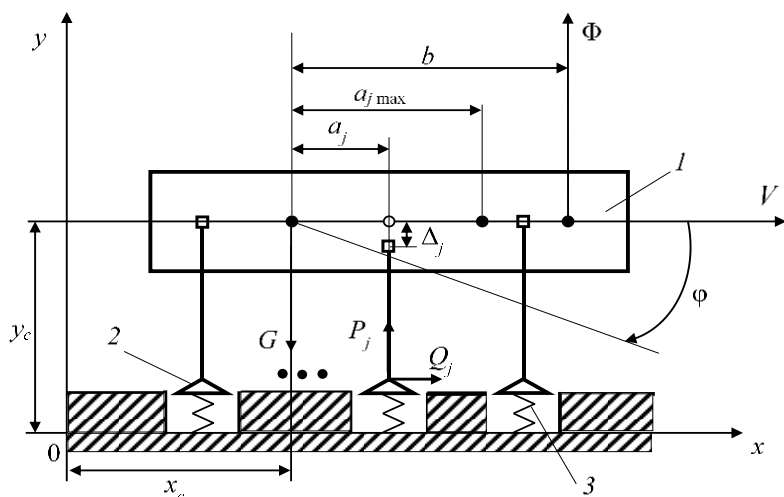 y
Φ
b
a_j max
a_j
1
V
Δ_j
φ
y_c
2
G
P_j
Q_j
0
x_c
3
x